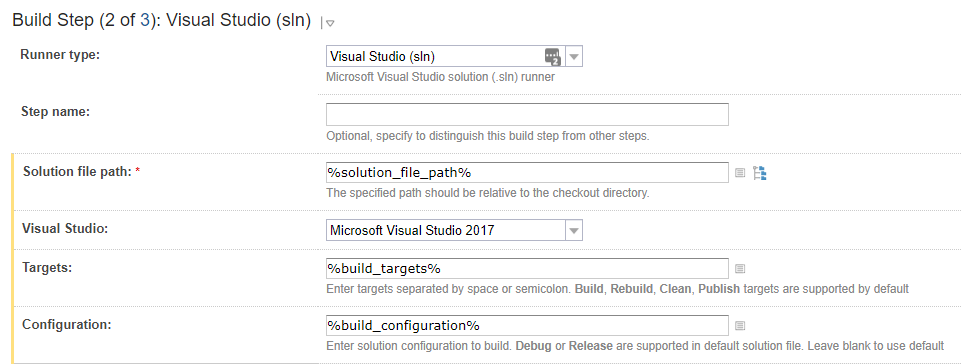 Build Step (2 of 3): Visual Studio (sln)
Runner type: Visual Studio (sln) 2
Microsoft Visual Studio solution (.sln) runner
Step name:
Optional, specify to distinguish this build step from other steps.
Solution file path: * %solution_file_path%
The specified path should be relative to the checkout directory.
Visual Studio: Microsoft Visual Studio 2017
Targets: %build_targets%
Enter targets separated by space or semicolon. Build, Rebuild, Clean, Publish targets are supported by default
Configuration: %build_configuration%
Enter solution configuration to build. Debug or Release are supported in default solution file. Leave blank to use default